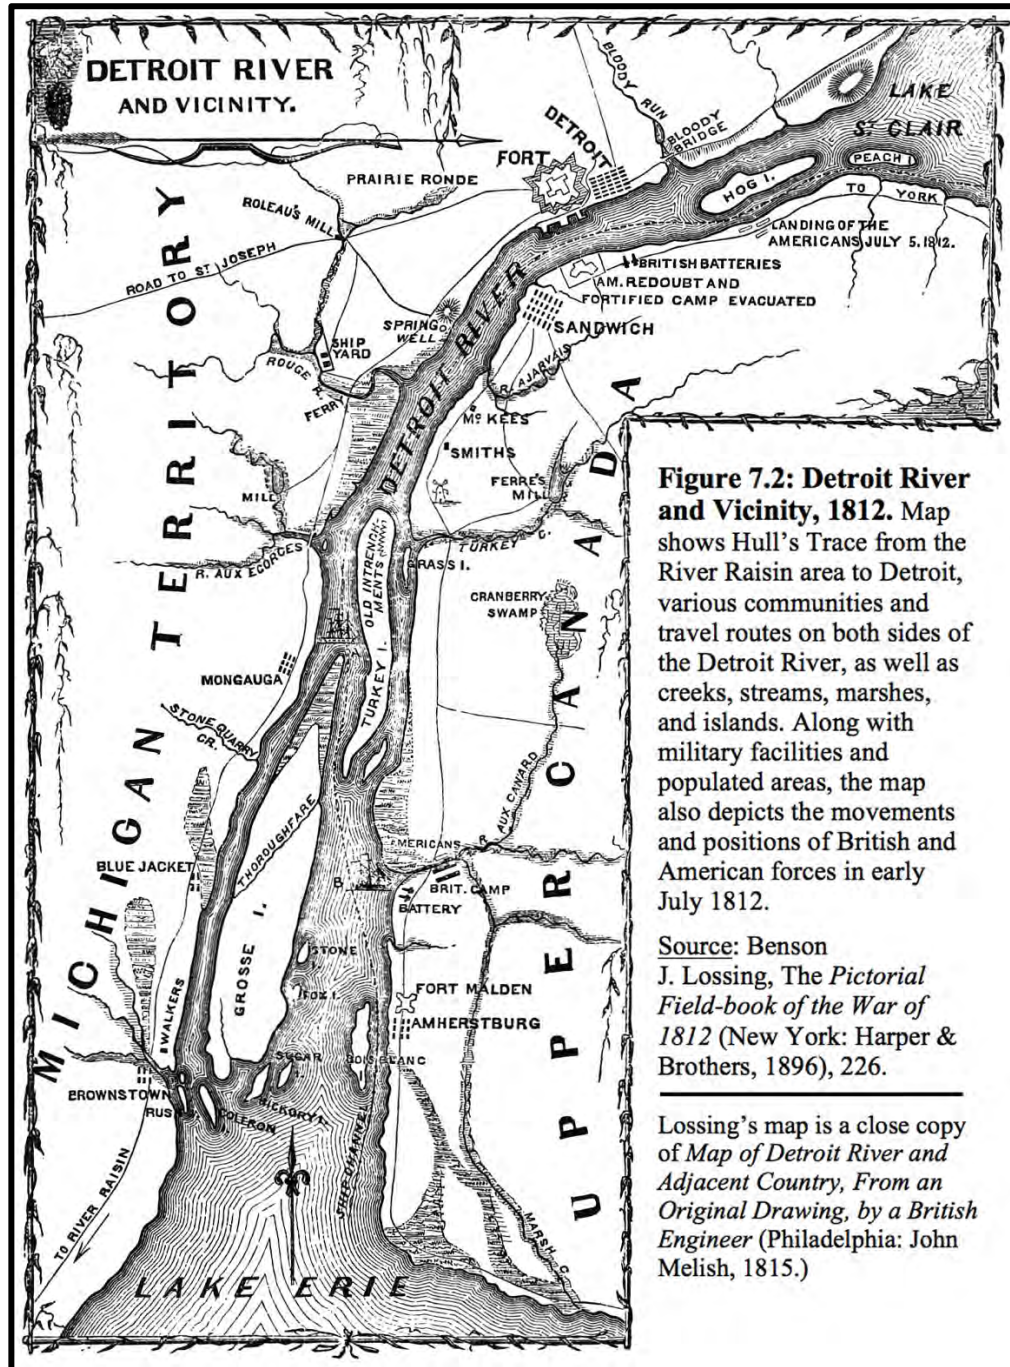 DETROIT RIVER
AND VICINITY.
LAKE
ST CLAIR
BLOODY RUN
BLOODY
BRIDGE
DETROIT
FORT
PRAIRIE RONDE
ROLEAU'S MILL
HOG I.
PEACH I
TO YORK
LANDING OF THE
AMERICANS JULY 5.1812.
ROAD TO ST JOSEPH
BRITISH BATTERIES
AM. REDOUBT AND
FORTIFIED CAMP EVACUATED
SANDWICH
SPRING
WELL
SHIP
YARD
ROUGE R.
FERRY
DETROIT RIVER
R. AJARVAIS
MC KEES
SMITHS
FERRE'S
MILL
MILL
DETROIT RIVER
R. AUX ECORCES
TURKEY C.
GRASS I.
OLD INTRENCH-
MENTS
CRANBERRY
SWAMP
TURKEY I.
MONGAUGA
STONE QUARRY
CR.
MICHIGAN TERRITORY
UPPER CANADA
THOROUGHFARE
R. AUX CANARD
AMERICANS
BLUE JACKET
B
BRIT. CAMP
BATTERY
GROSSE I.
STONE
I.
FOX I.
FORT MALDEN
AMHERSTBURG
WALKERS
SUGAR
I.
BOIS BLANC
BROWNSTOWN
HICKORY I.
CELERON
SHIP CHANNEL
TO RIVER RAISIN
MARSH C.
LAKE ERIE
Figure 7.2: Detroit River
and Vicinity, 1812. Map
shows Hull's Trace from the
River Raisin area to Detroit,
various communities and
travel routes on both sides of
the Detroit River, as well as
creeks, streams, marshes,
and islands. Along with
military facilities and
populated areas, the map
also depicts the movements
and positions of British and
American forces in early
July 1812.
Source: Benson
J. Lossing, The Pictorial
Field-book of the War of
1812 (New York: Harper &
Brothers, 1896), 226.
Lossing's map is a close copy
of Map of Detroit River and
Adjacent Country, From an
Original Drawing, by a British
Engineer (Philadelphia: John
Melish, 1815.)